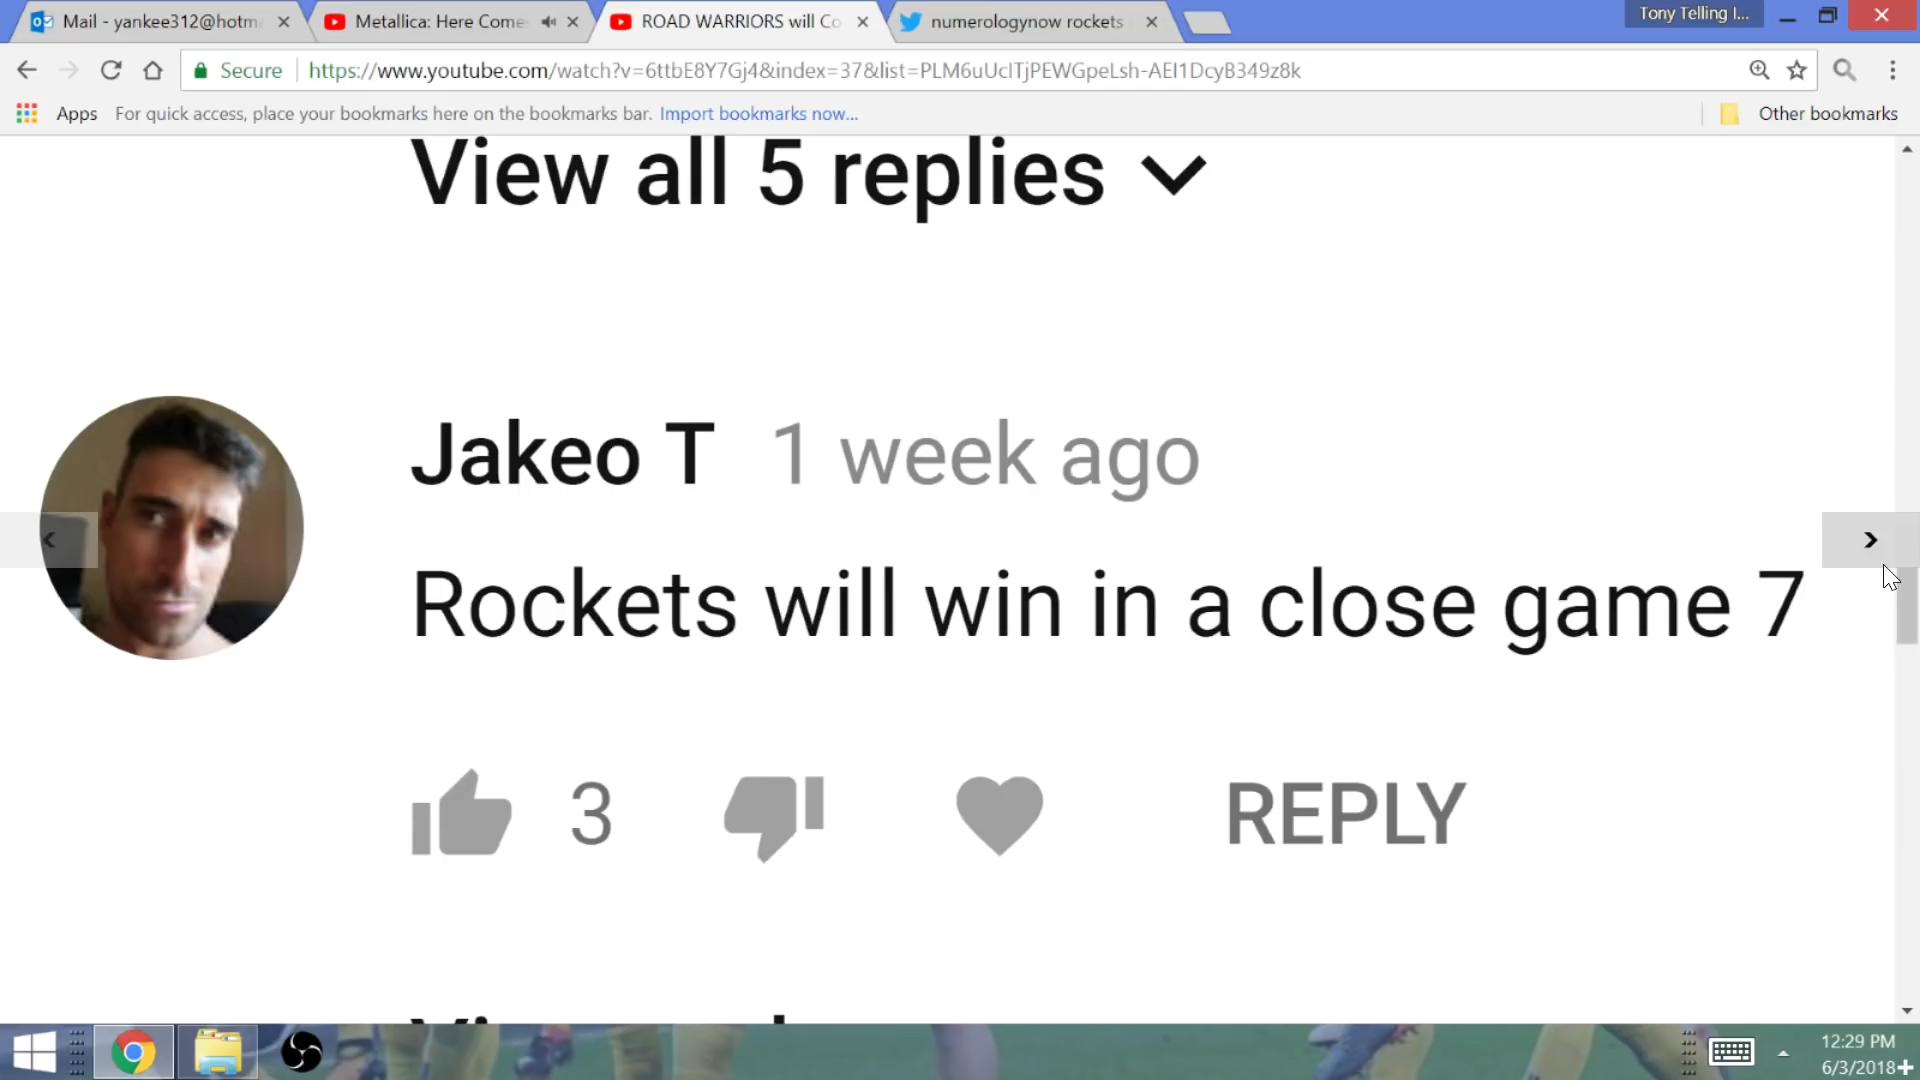 Mail - yankee312@hotm
Metallica: Here Come
ROAD WARRIORS will Co
numerologynow rockets
Tony Telling I...
Secure
https://www.youtube.com/watch?v=6ttbE8Y7Gj4&index=37&list=PLM6uUcITjPEWGpeLsh-AEI1DcyB349z8k
Apps
For quick access, place your bookmarks here on the bookmarks bar. Import bookmarks now...
Other bookmarks
View all 5 replies
Jakeo T 1 week ago
Rockets will win in a close game 7
3 REPLY
12:29 PM
6/3/2018